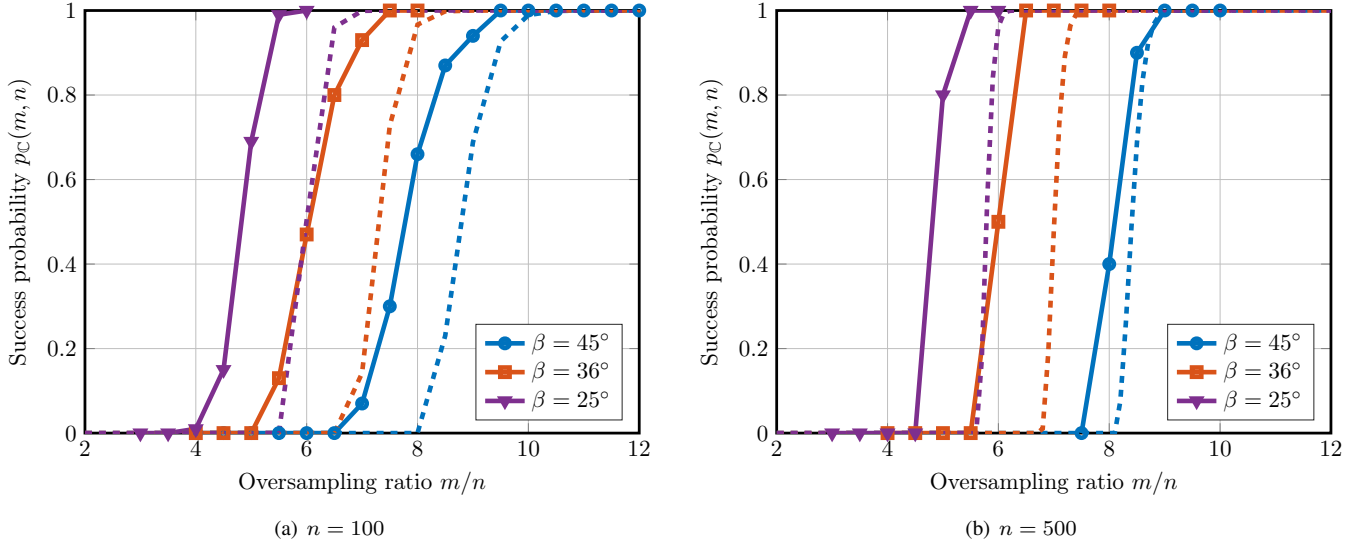 1
0.8
0.6
0.4
0.2
0
Success probability pℂ(m, n)
2
4
6
8
10
12
Oversampling ratio m/n
β = 45°
β = 36°
β = 25°
(a) n = 100
1
0.8
0.6
0.4
0.2
0
Success probability pℂ(m, n)
2
4
6
8
10
12
Oversampling ratio m/n
β = 45°
β = 36°
β = 25°
(b) n = 500